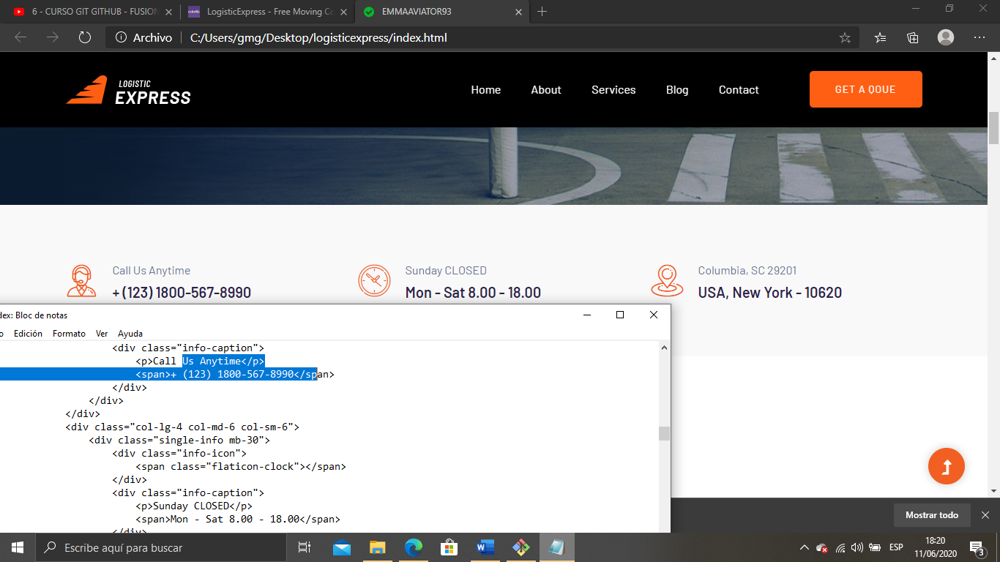 6 - CURSO GIT GITHUB - FUSION
LogisticExpress - Free Moving Co
EMMAAVIATOR93
Archivo
C:/Users/gmg/Desktop/logisticexpress/index.html
LOGISTIC
EXPRESS
Home
About
Services
Blog
Contact
GET A QOUE
Call Us Anytime
+ (123) 1800-567-8990
Sunday CLOSED
Mon - Sat 8.00 - 18.00
Columbia, SC 29201
USA, New York - 10620
dex: Bloc de notas
o Edición Formato Ver Ayuda
<div class="info-caption">
<p>Call Us Anytime</p>
<span>+ (123) 1800-567-8990</span>
</div>
</div>
</div>
<div class="col-lg-4 col-md-6 col-sm-6">
<div class="single-info mb-30">
<div class="info-icon">
<span class="flaticon-clock"></span>
</div>
<div class="info-caption">
<p>Sunday CLOSED</p>
<span>Mon - Sat 8.00 - 18.00</span>
</div>
Mostrar todo
Escribe aquí para buscar
ESP
18:20
11/06/2020
3